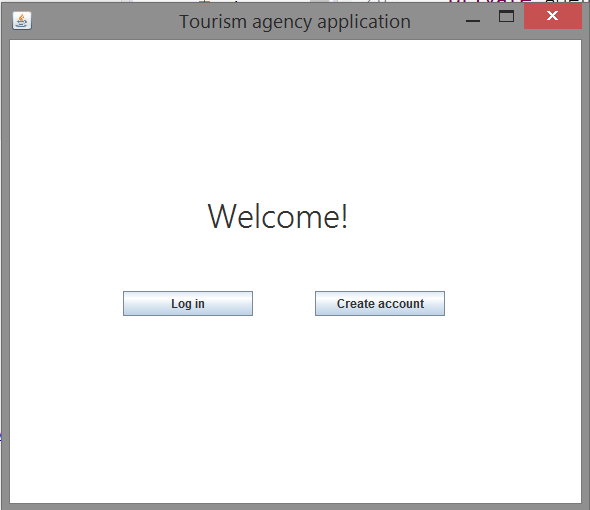 Tourism agency application
Welcome!
Log in
Create account